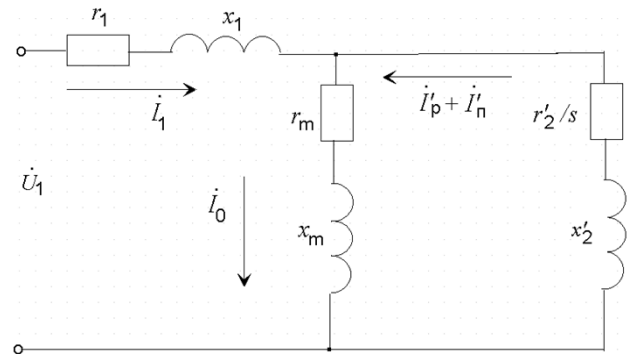 r₁
x₁
İ₁
rₘ
İ′ₚ + İ′ₙ
r′₂/s
U̇₁
İ₀
xₘ
x′₂